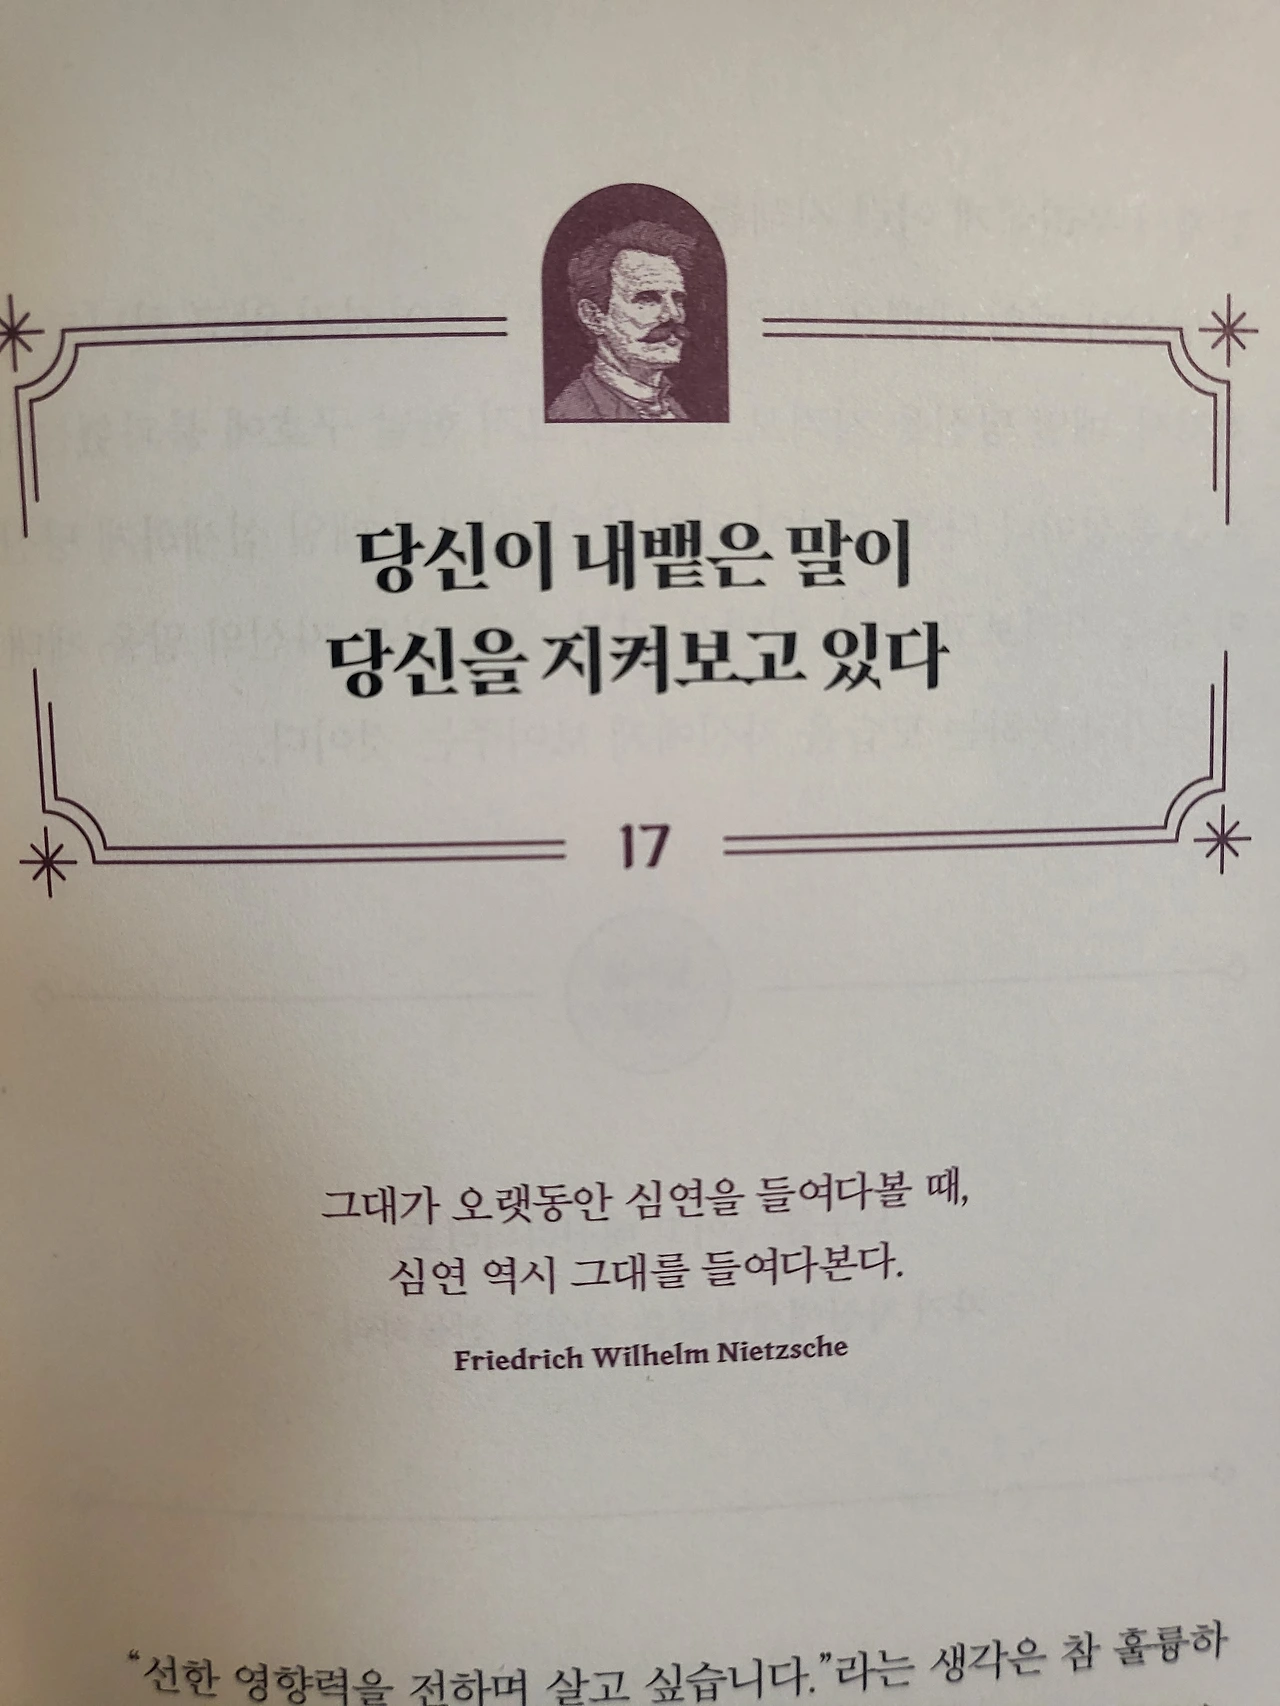 당신이 내뱉은 말이
당신을 지켜보고 있다
17
그대가 오랫동안 심연을 들여다볼 때,
심연 역시 그대를 들여다본다.
Friedrich Wilhelm Nietzsche
“선한 영향력을 전하며 살고 싶습니다.”라는 생각은 참 훌륭하